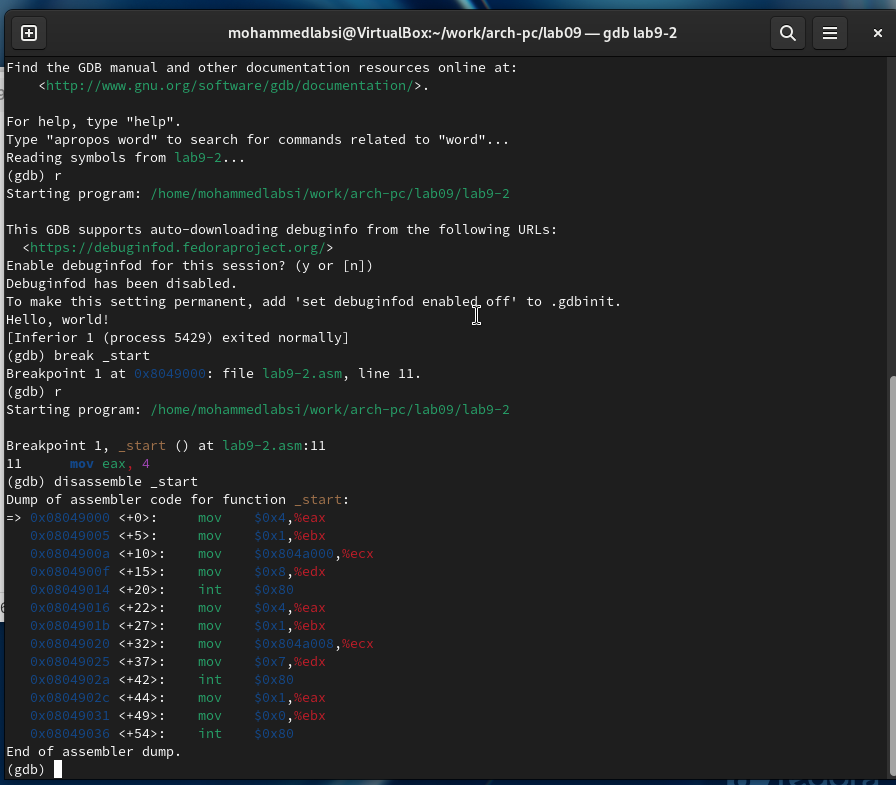 mohammedlabsi@VirtualBox:~/work/arch-pc/lab09 — gdb lab9-2
Find the GDB manual and other documentation resources online at:
    <http://www.gnu.org/software/gdb/documentation/>.
For help, type "help".
Type "apropos word" to search for commands related to "word"...
Reading symbols from lab9-2...
(gdb) r
Starting program: /home/mohammedlabsi/work/arch-pc/lab09/lab9-2
This GDB supports auto-downloading debuginfo from the following URLs:
  <https://debuginfod.fedoraproject.org/>
Enable debuginfod for this session? (y or [n])
Debuginfod has been disabled.
To make this setting permanent, add 'set debuginfod enabled off' to .gdbinit.
Hello, world!
[Inferior 1 (process 5429) exited normally]
(gdb) break _start
Breakpoint 1 at 0x8049000: file lab9-2.asm, line 11.
(gdb) r
Starting program: /home/mohammedlabsi/work/arch-pc/lab09/lab9-2
Breakpoint 1, _start () at lab9-2.asm:11
11      mov eax, 4
(gdb) disassemble _start
Dump of assembler code for function _start:
=> 0x08049000 <+0>:     mov    $0x4,%eax
   0x08049005 <+5>:     mov    $0x1,%ebx
   0x0804900a <+10>:    mov    $0x804a000,%ecx
   0x0804900f <+15>:    mov    $0x8,%edx
   0x08049014 <+20>:    int    $0x80
   0x08049016 <+22>:    mov    $0x4,%eax
   0x0804901b <+27>:    mov    $0x1,%ebx
   0x08049020 <+32>:    mov    $0x804a008,%ecx
   0x08049025 <+37>:    mov    $0x7,%edx
   0x0804902a <+42>:    int    $0x80
   0x0804902c <+44>:    mov    $0x1,%eax
   0x08049031 <+49>:    mov    $0x0,%ebx
   0x08049036 <+54>:    int    $0x80
End of assembler dump.
(gdb)